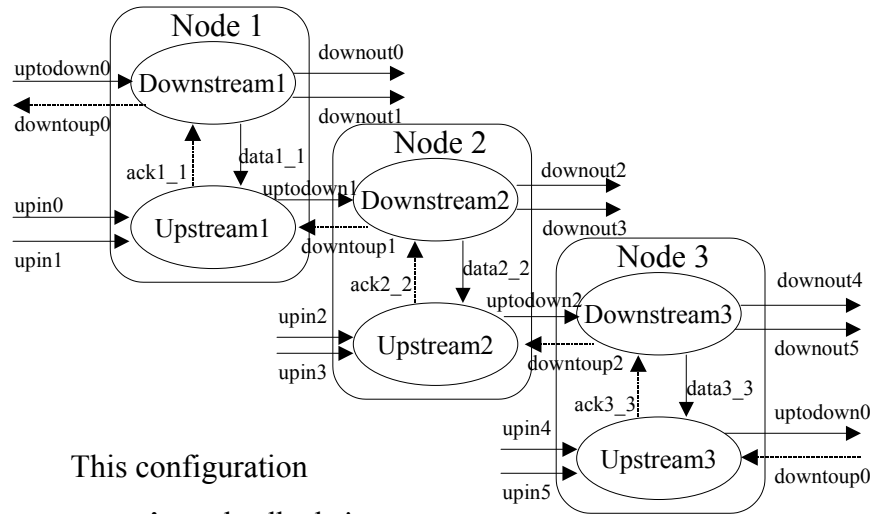 Node 1
uptodown0
downtoup0
Downstream1
downout0
downout1
ack1_1
data1_1
upin0
upin1
Upstream1
Node 2
uptodown1
downtoup1
Downstream2
downout2
downout3
ack2_2
data2_2
upin2
upin3
Upstream2
Node 3
uptodown2
downtoup2
Downstream3
downout4
downout5
ack3_3
data3_3
upin4
upin5
Upstream3
uptodown0
downtoup0
This configuration